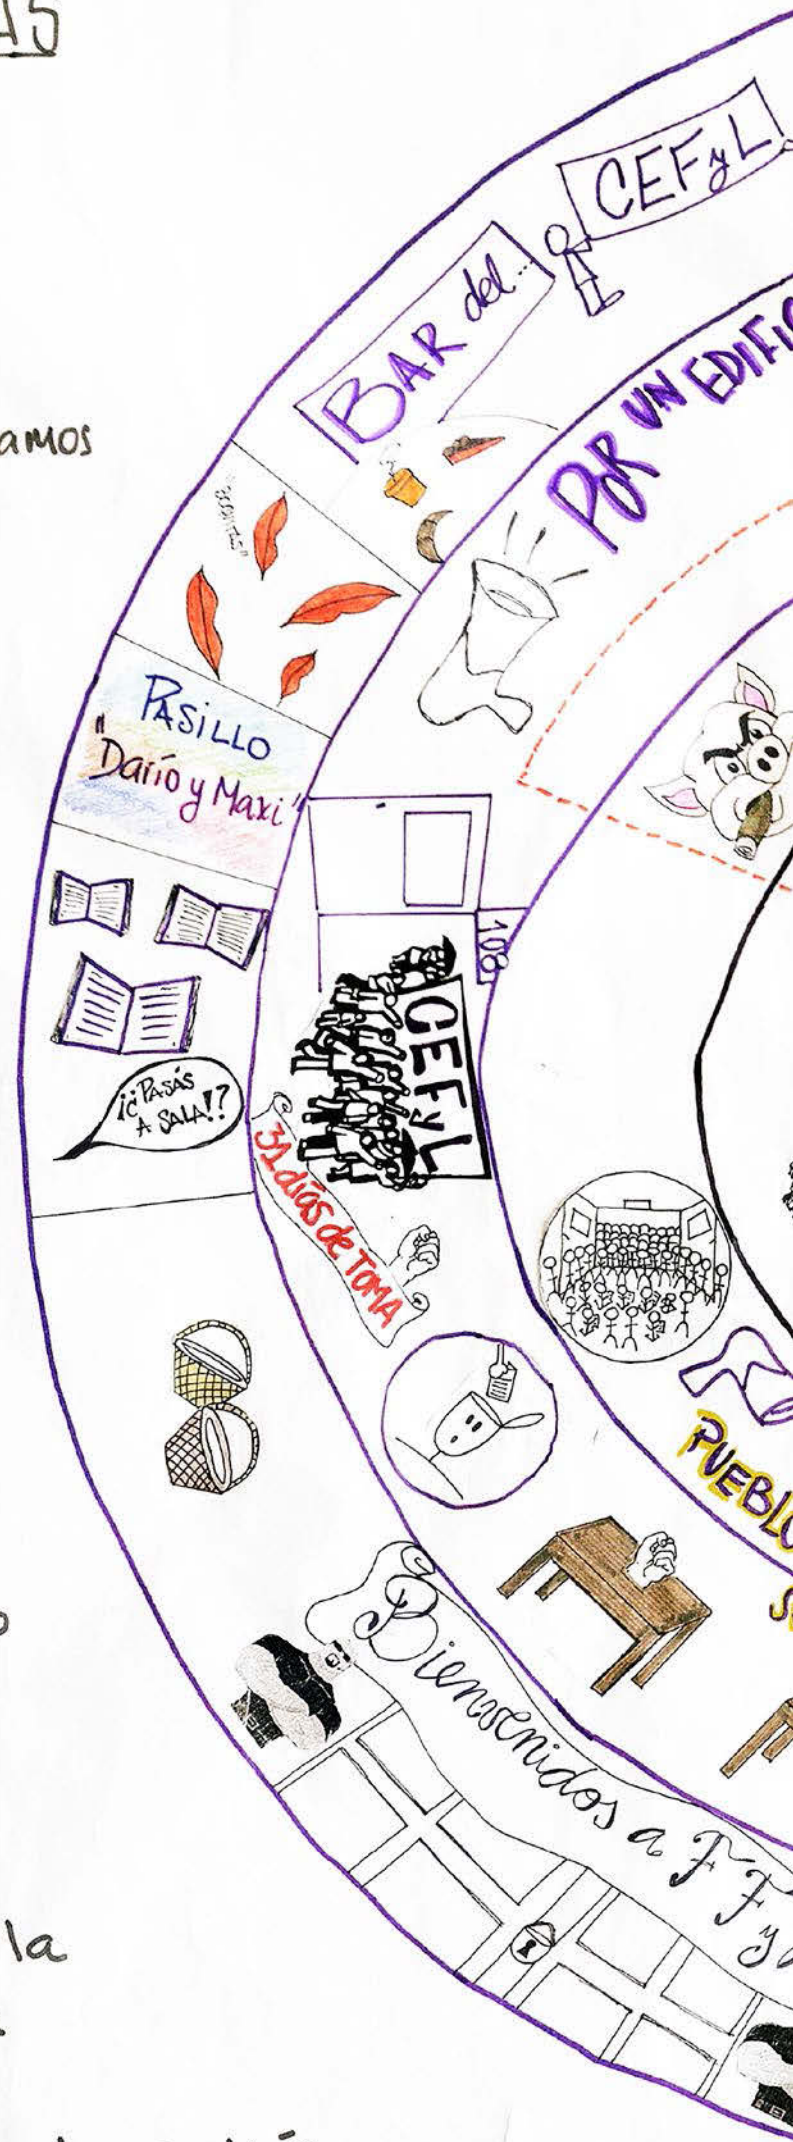 AS
CEFyL
BAR del...
POR UN EDIFIC
amos
PASILLO
"Darío y Maxi"
108
CEFyL
¡¿PASÁS
A SALA!?
31 días de TOMA
PUEBLO
Bienvenidos a FFy
la